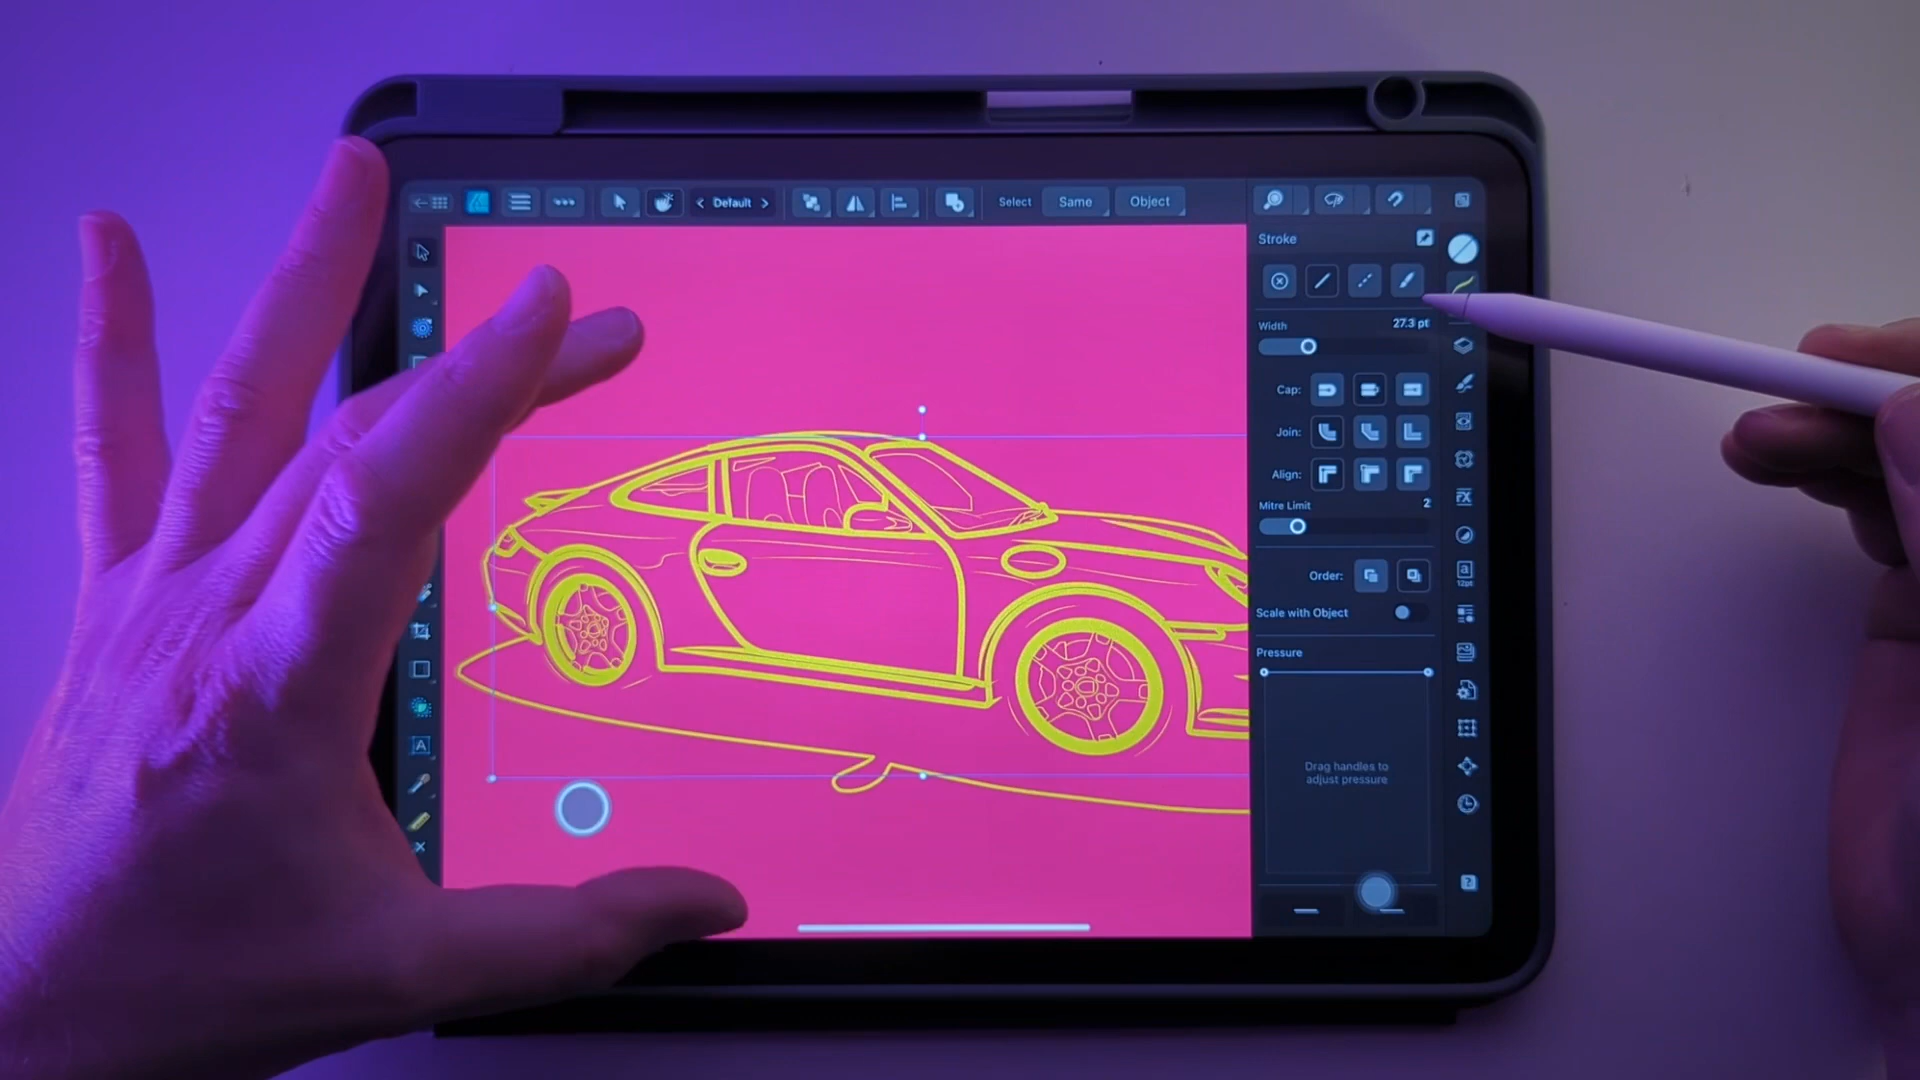 < Default > Select Same Object
Stroke
Width 27.3 pt
Cap:
Join:
Align:
Mitre Limit 2
Order:
Scale with Object
Pressure
Drag handles to
adjust pressure
A
FX
a
12pt
?